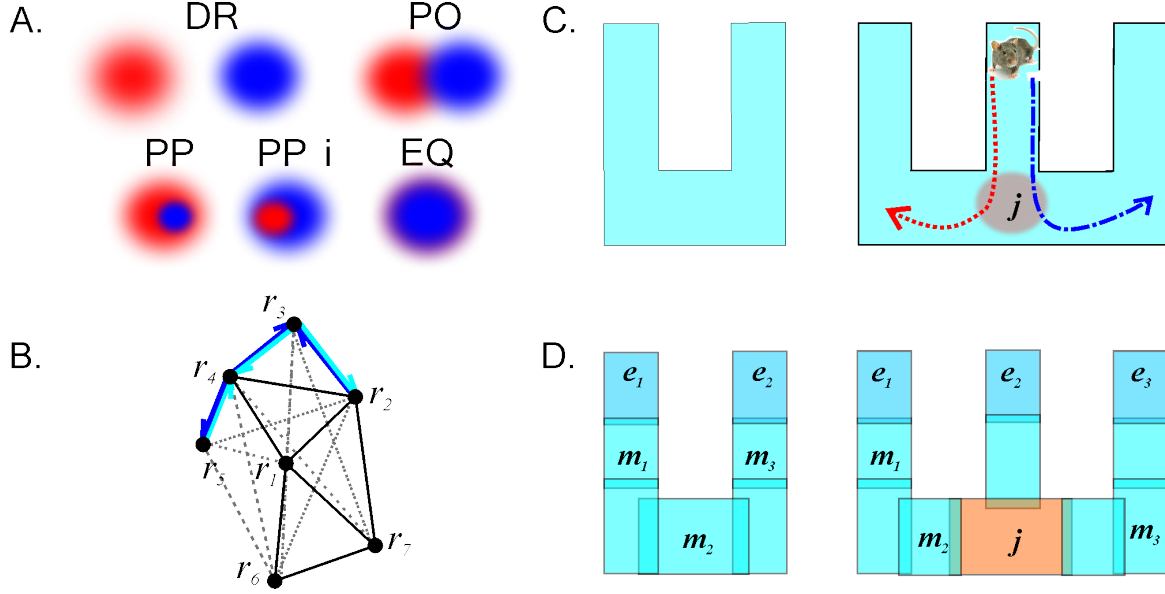 A.
DR
PO
PP
PP i
EQ
B.
r3
r4
r2
r5
r1
r7
r6
C.
j
D.
e1
e2
m1
m3
m2
e1
e2
e3
m1
m2
j
m3